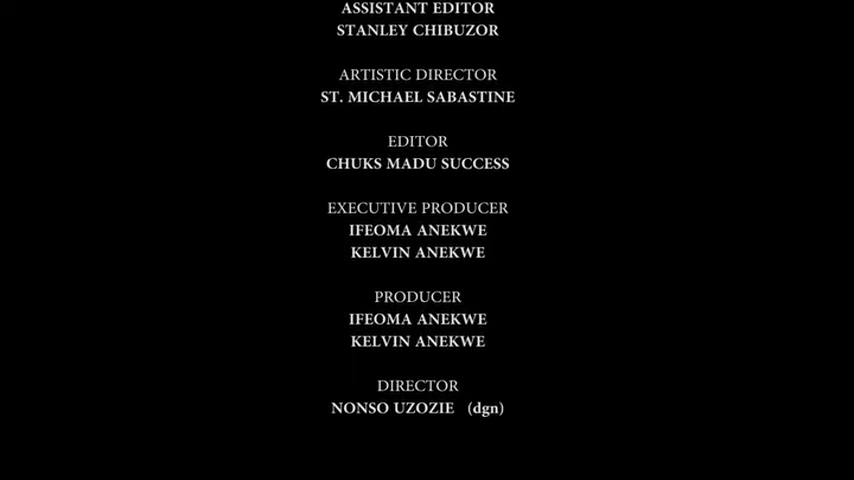 ASSISTANT EDITOR
STANLEY CHIBUZOR
ARTISTIC DIRECTOR
ST. MICHAEL SABASTINE
EDITOR
CHUKS MADU SUCCESS
EXECUTIVE PRODUCER
IFEOMA ANEKWE
KELVIN ANEKWE
PRODUCER
IFEOMA ANEKWE
KELVIN ANEKWE
DIRECTOR
NONSO UZOZIE (dgn)